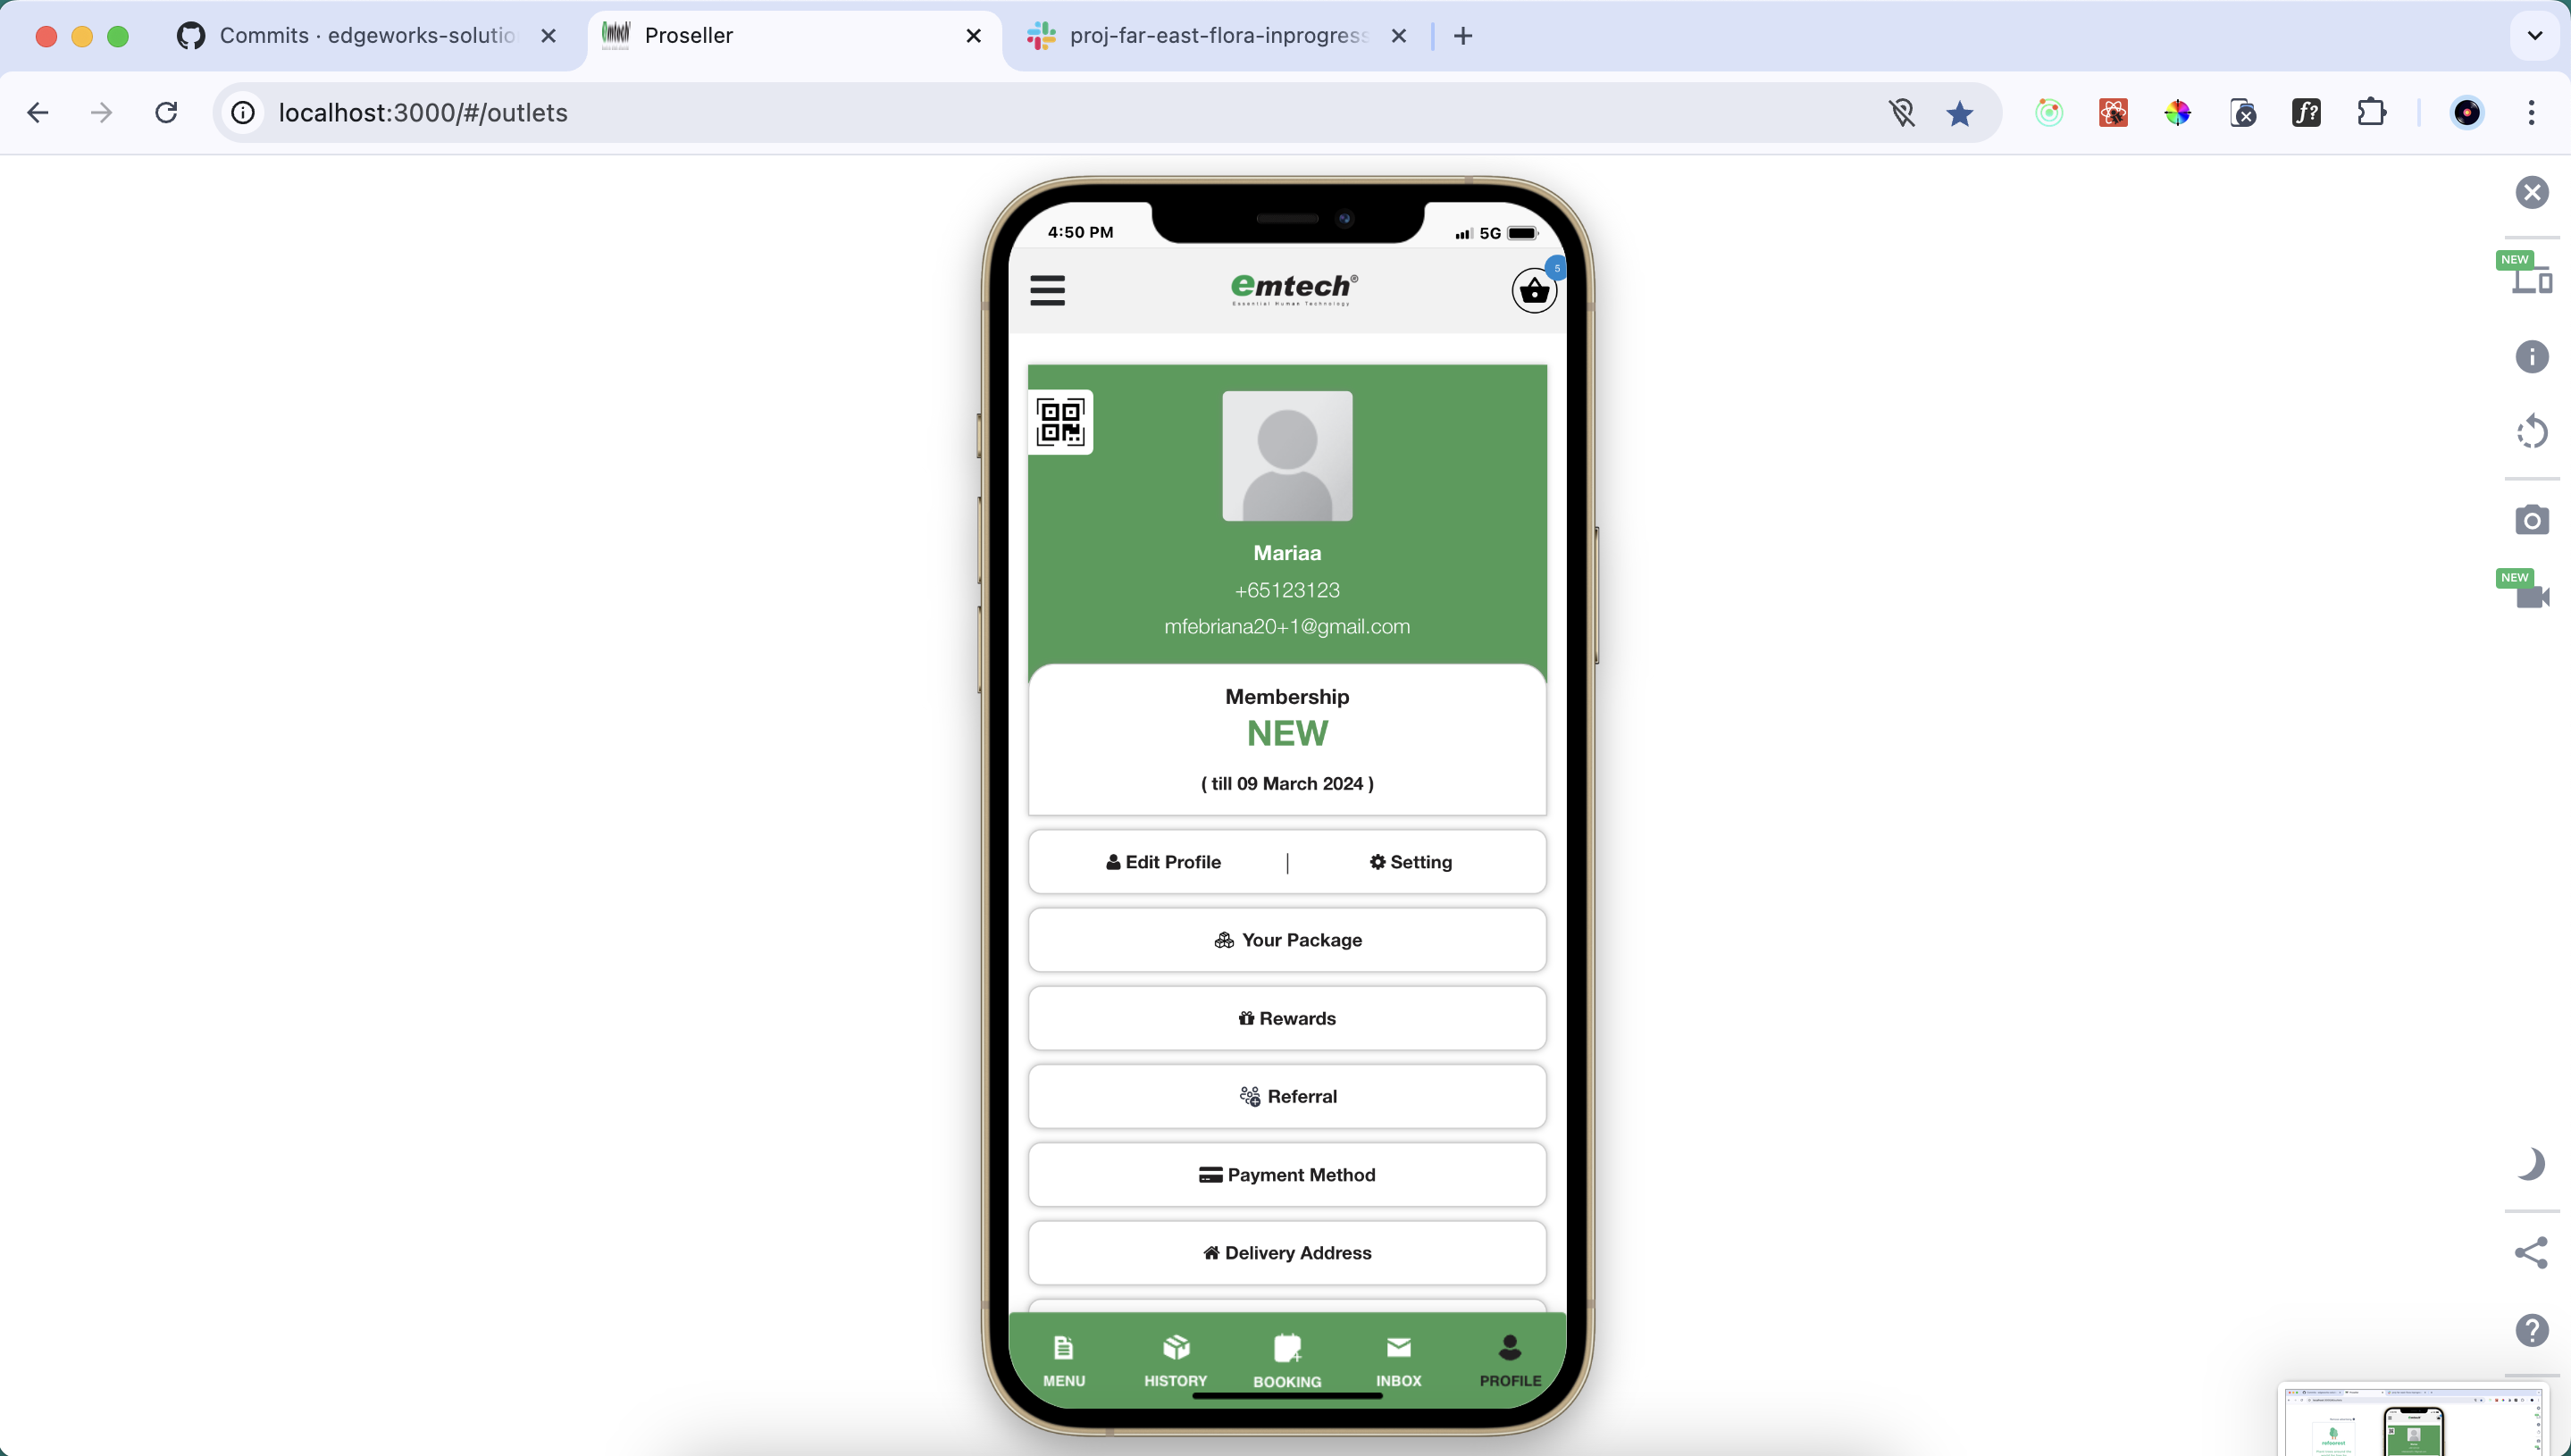 Commits · edgeworks-solutio
Proseller
proj-far-east-flora-inprogress
localhost:3000/#/outlets
4:50 PM
5G
emtech®
Essential Human Technology
5
Mariaa
+65123123
mfebriana20+1@gmail.com
Membership
NEW
( till 09 March 2024 )
Edit Profile | Setting
Your Package
Rewards
Referral
Payment Method
Delivery Address
MENU
HISTORY
BOOKING
INBOX
PROFILE
NEW
NEW